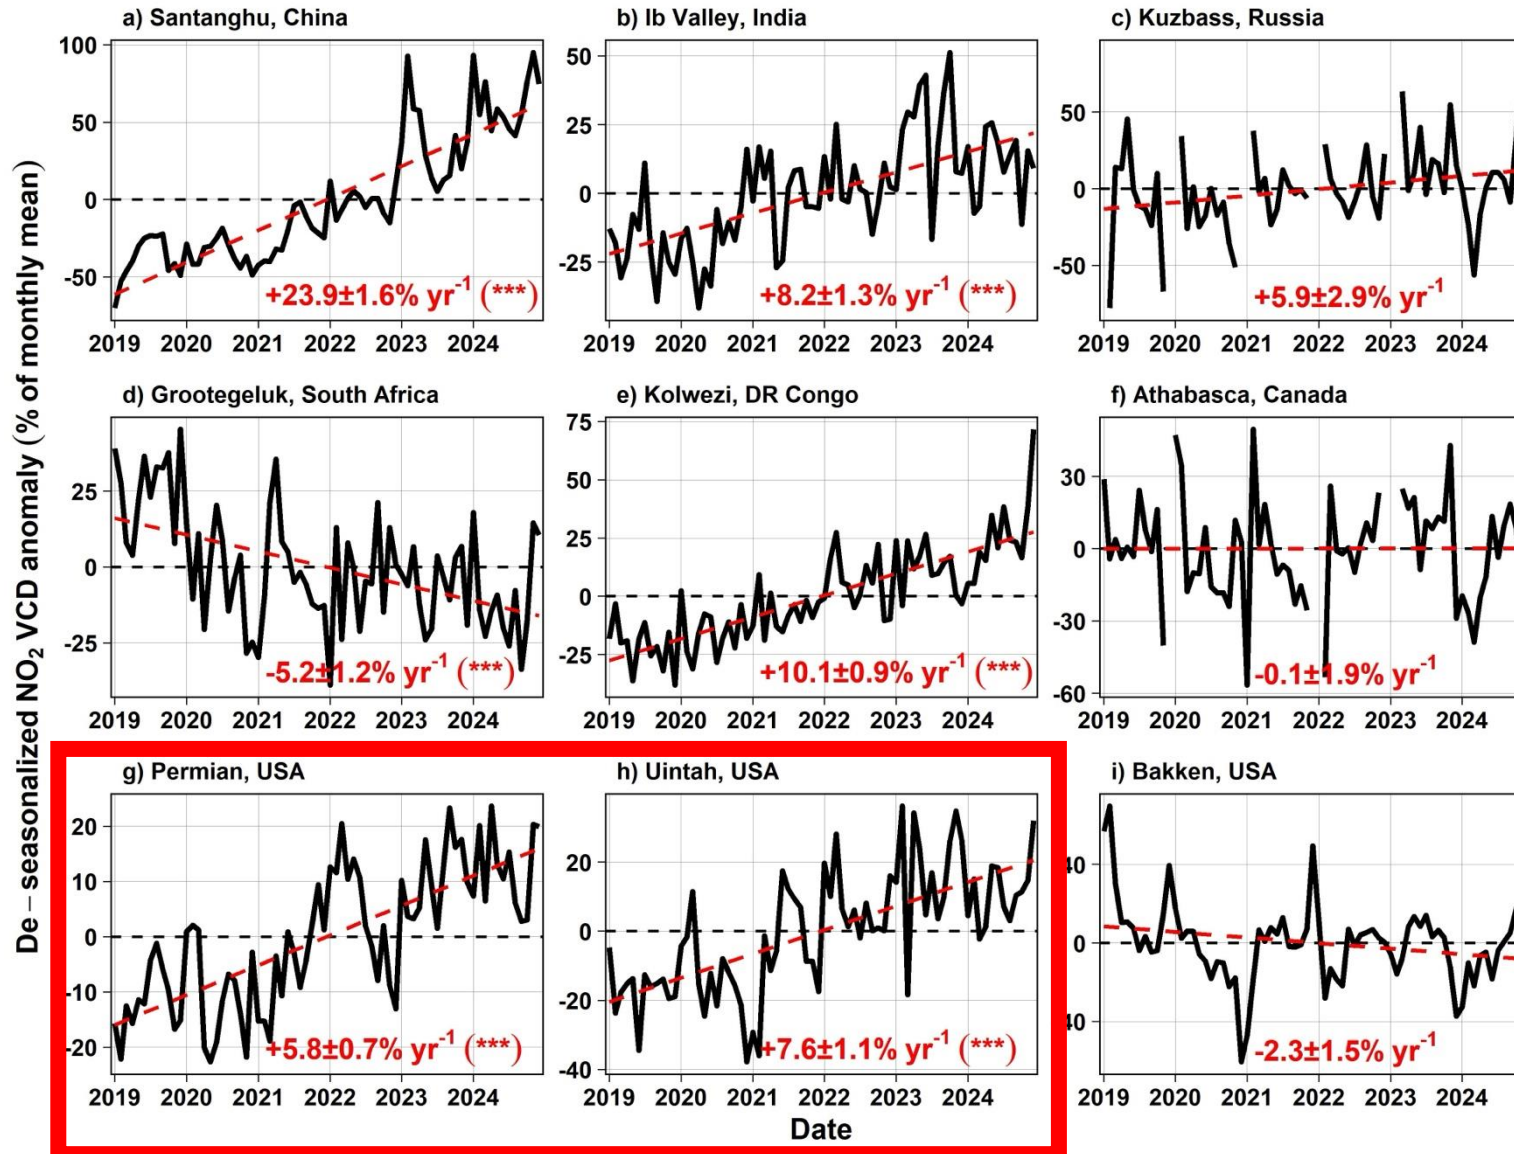 De – seasonalized NO₂ VCD anomaly (% of monthly mean)
a) Santanghu, China
100
50
0
-50
+23.9±1.6% yr⁻¹ (***)
2019 2020 2021 2022 2023 2024
b) Ib Valley, India
50
25
0
-25
+8.2±1.3% yr⁻¹ (***)
2019 2020 2021 2022 2023 2024
c) Kuzbass, Russia
50
0
-50
+5.9±2.9% yr⁻¹
2019 2020 2021 2022 2023 2024
d) Grootegeluk, South Africa
25
0
-25
-5.2±1.2% yr⁻¹ (***)
2019 2020 2021 2022 2023 2024
e) Kolwezi, DR Congo
75
50
25
0
-25
+10.1±0.9% yr⁻¹ (***)
2019 2020 2021 2022 2023 2024
f) Athabasca, Canada
30
0
-30
-60
-0.1±1.9% yr⁻¹
2019 2020 2021 2022 2023 2024
g) Permian, USA
20
10
0
-10
-20
+5.8±0.7% yr⁻¹ (***)
2019 2020 2021 2022 2023 2024
h) Uintah, USA
20
0
-20
-40
+7.6±1.1% yr⁻¹ (***)
2019 2020 2021 2022 2023 2024
i) Bakken, USA
40
0
40
-2.3±1.5% yr⁻¹
2019 2020 2021 2022 2023 2024
Date